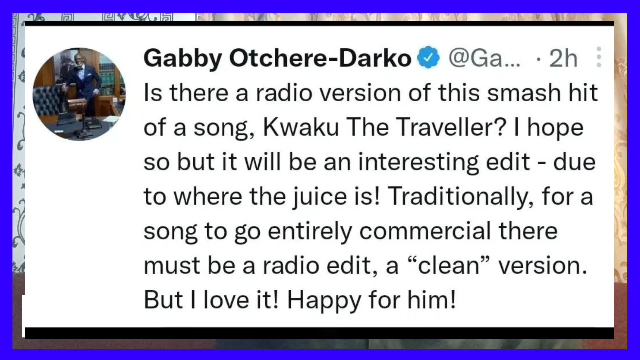 Gabby Otchere-Darko @Ga... · 2h
Is there a radio version of this smash hit
of a song, Kwaku The Traveller? I hope
so but it will be an interesting edit - due
to where the juice is! Traditionally, for a
song to go entirely commercial there
must be a radio edit, a “clean” version.
But I love it! Happy for him!